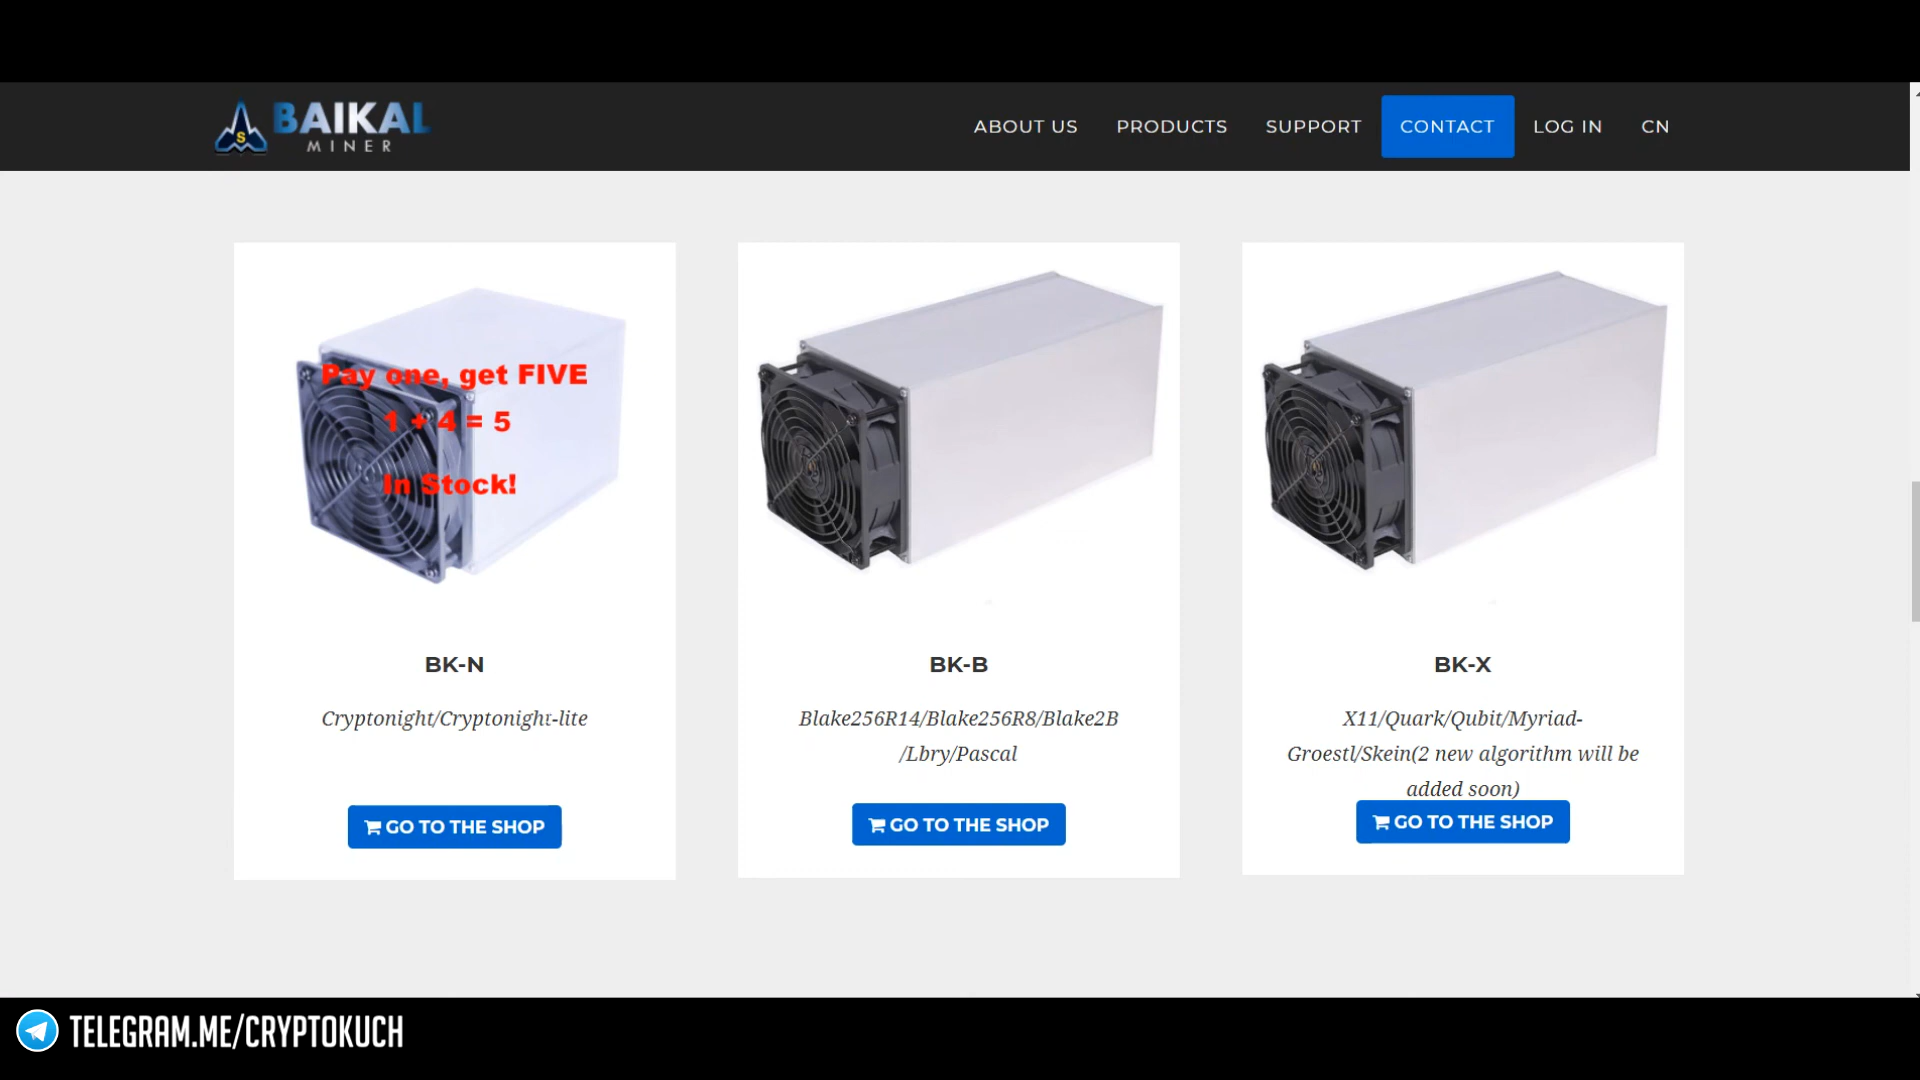 BAIKAL
MINER
ABOUT US
PRODUCTS
SUPPORT
CONTACT
LOG IN
CN
Pay one, get FIVE
1 + 4 = 5
In Stock!
BK-N
Cryptonight/Cryptonight-lite
GO TO THE SHOP
BK-B
Blake256R14/Blake256R8/Blake2B
/Lbry/Pascal
GO TO THE SHOP
BK-X
X11/Quark/Qubit/Myriad-
Groestl/Skein(2 new algorithm will be
added soon)
GO TO THE SHOP
TELEGRAM.ME/CRYPTOKUCH